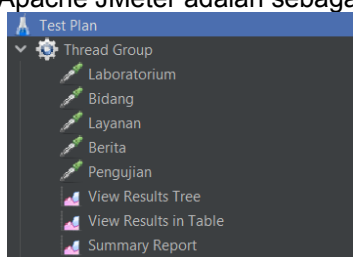 Apache JMeter adalah sebaga
Test Plan
Thread Group
Laboratorium
Bidang
Layanan
Berita
Pengujian
View Results Tree
View Results in Table
Summary Report